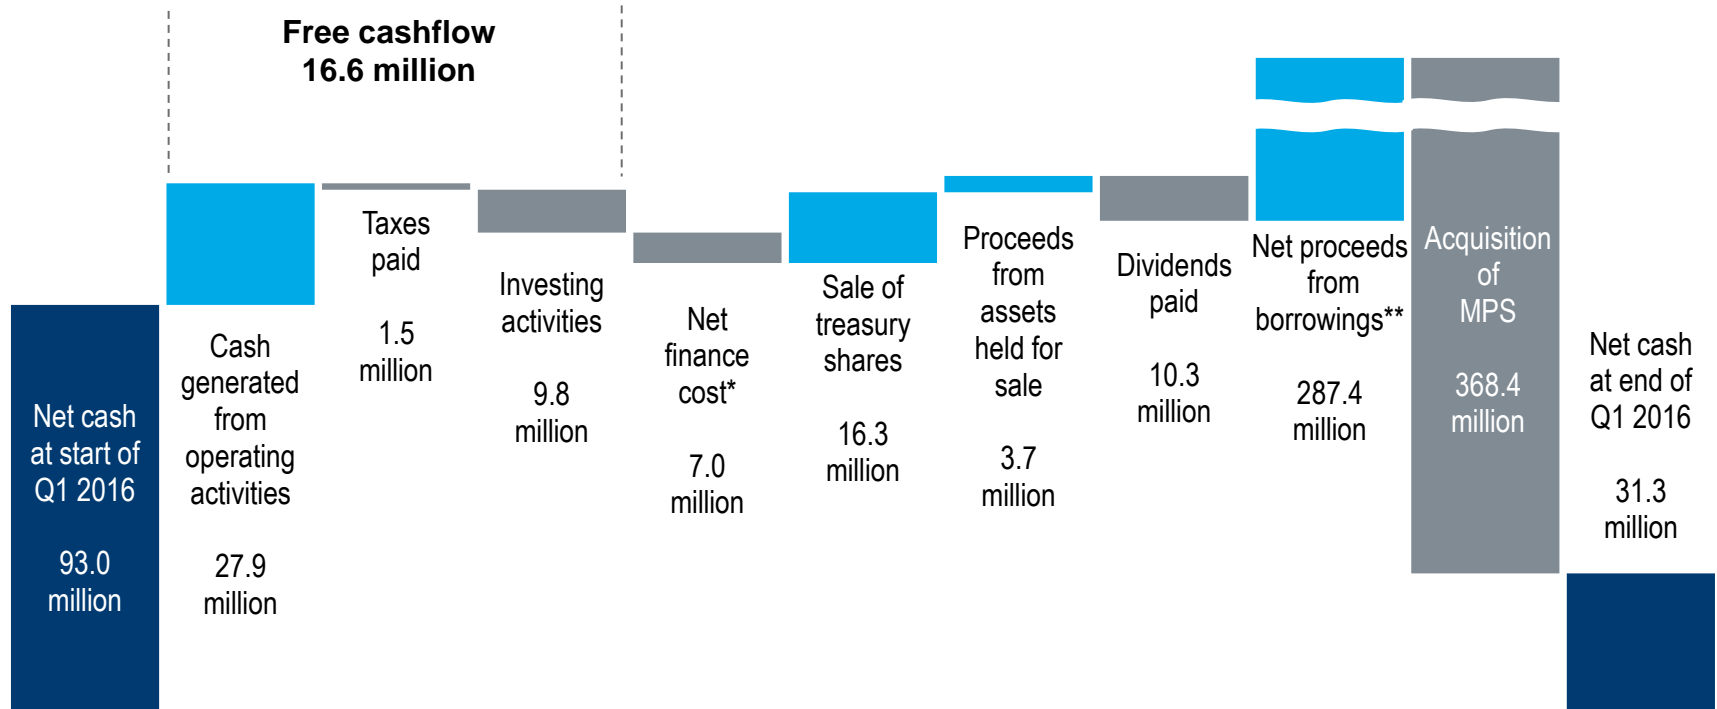 Free cashflow
16.6 million
Net cash
at start of
Q1 2016
93.0
million
Cash
generated
from
operating
activities
27.9
million
Taxes
paid
1.5
million
Investing
activities
9.8
million
Net
finance
cost*
7.0
million
Sale of
treasury
shares
16.3
million
Proceeds
from
assets
held for
sale
3.7
million
Dividends
paid
10.3
million
Net proceeds
from
borrowings**
287.4
million
Acquisition
of
MPS
368.4
million
Net cash
at end of
Q1 2016
31.3
million